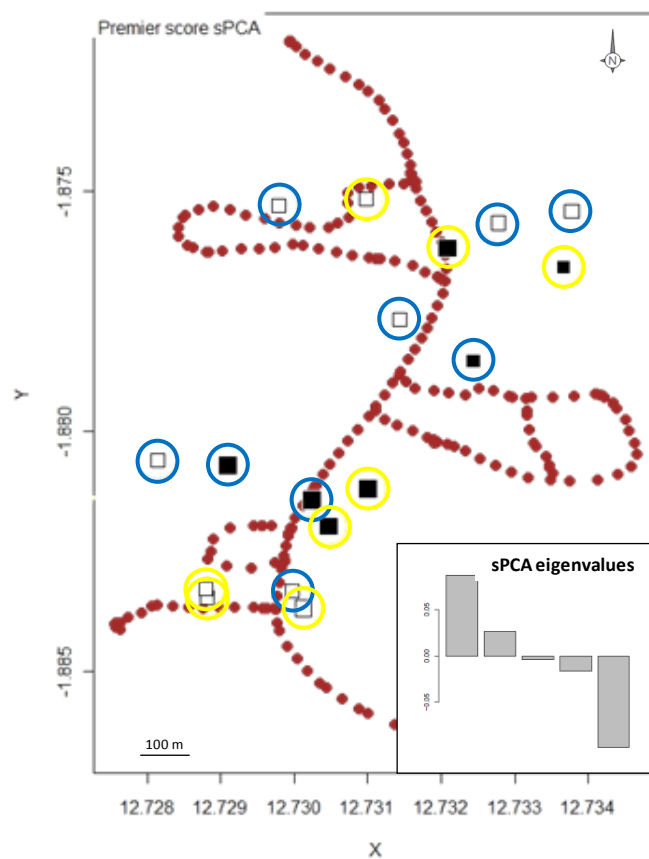 Premier score sPCA
N
-1.875
-1.880
-1.885
Y
100 m
sPCA eigenvalues
0.05
0.00
-0.05
12.728 12.729 12.730 12.731 12.732 12.733 12.734
X